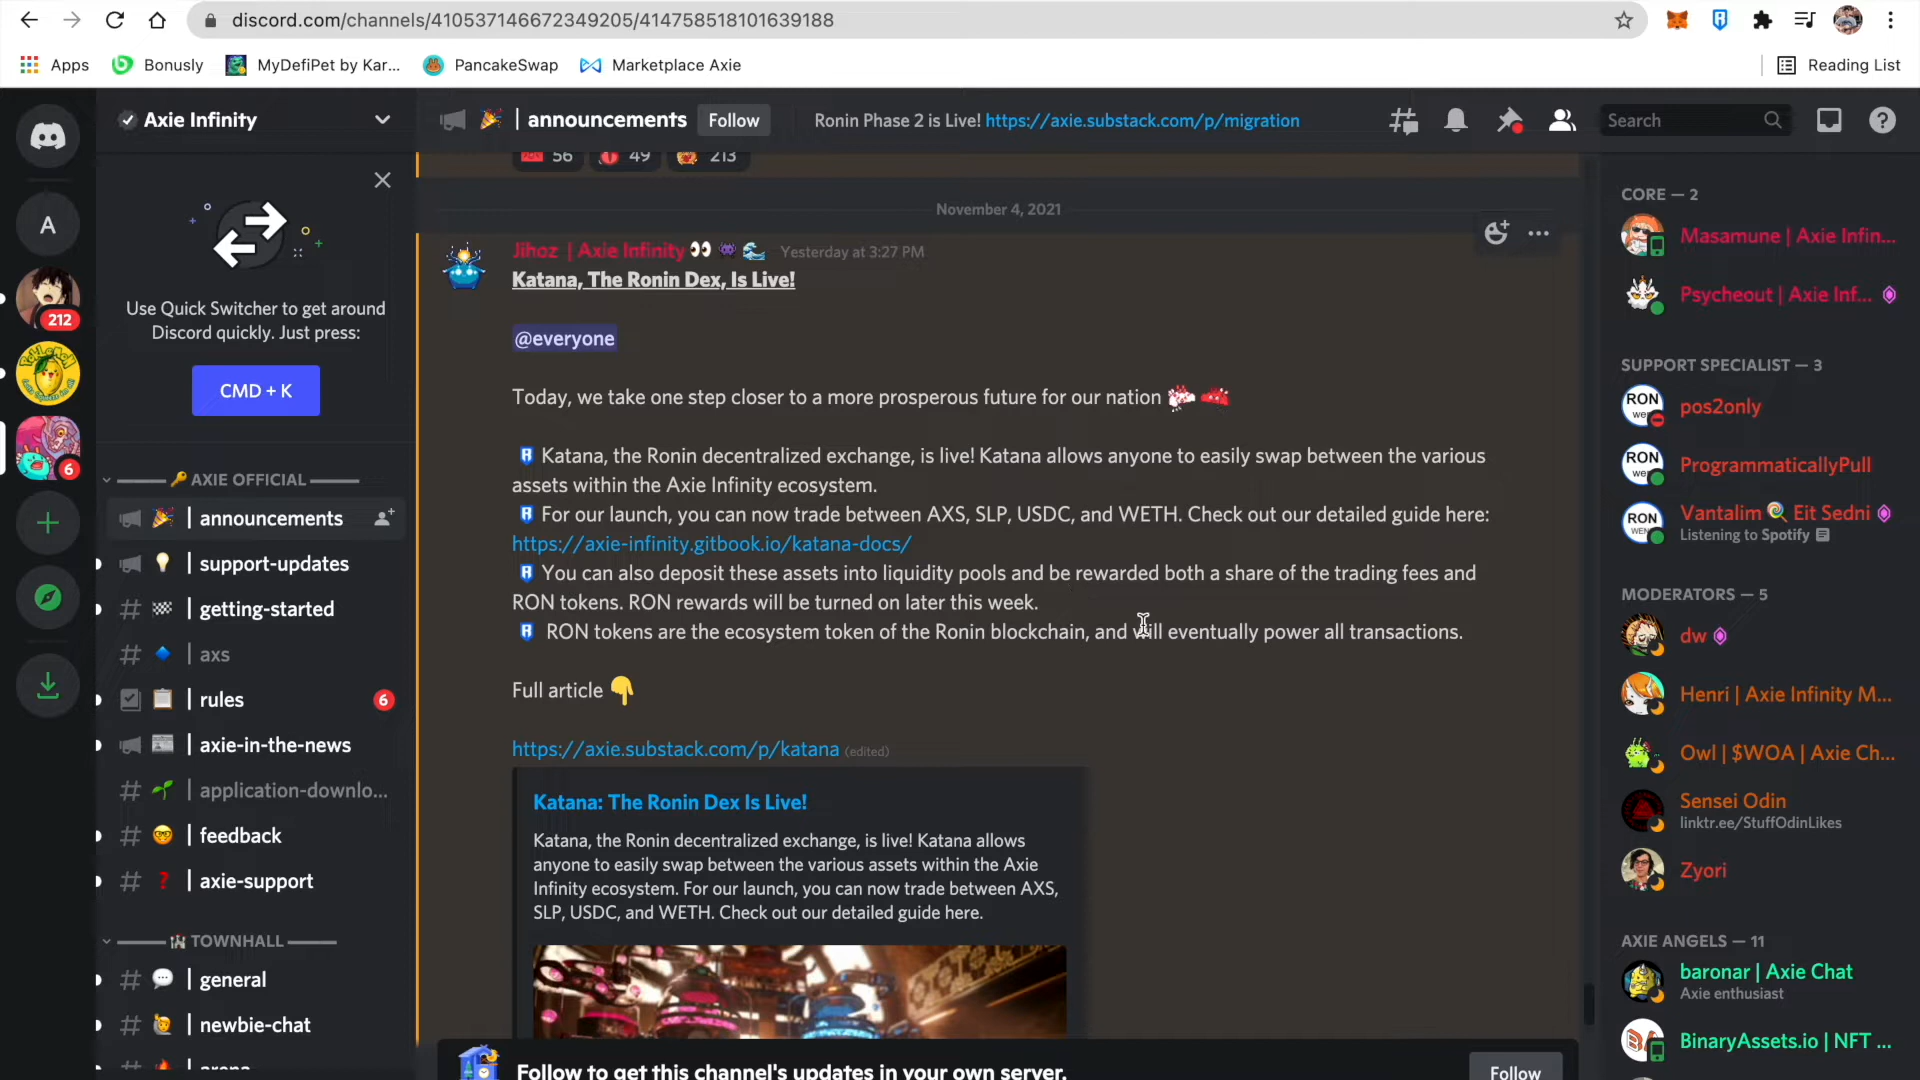 discord.com/channels/410537146672349205/414758518101639188
Apps
Bonusly
MyDefiPet by Kar...
PancakeSwap
Marketplace Axie
Reading List
Axie Infinity
| announcements
Follow
Ronin Phase 2 is Live! https://axie.substack.com/p/migration
Search
A
212
6
Use Quick Switcher to get around
Discord quickly. Just press:
CMD + K
AXIE OFFICIAL
| announcements
| support-updates
| getting-started
| axs
| rules
6
| axie-in-the-news
| application-downlo...
| feedback
| axie-support
TOWNHALL
| general
| newbie-chat
56
49
213
November 4, 2021
Jihoz | Axie Infinity Yesterday at 3:27 PM
Katana, The Ronin Dex, Is Live!
@everyone
Today, we take one step closer to a more prosperous future for our nation
Katana, the Ronin decentralized exchange, is live! Katana allows anyone to easily swap between the various
assets within the Axie Infinity ecosystem.
For our launch, you can now trade between AXS, SLP, USDC, and WETH. Check out our detailed guide here:
https://axie-infinity.gitbook.io/katana-docs/
You can also deposit these assets into liquidity pools and be rewarded both a share of the trading fees and
RON tokens. RON rewards will be turned on later this week.
RON tokens are the ecosystem token of the Ronin blockchain, and will eventually power all transactions.
Full article
https://axie.substack.com/p/katana (edited)
Katana: The Ronin Dex Is Live!
Katana, the Ronin decentralized exchange, is live! Katana allows
anyone to easily swap between the various assets within the Axie
Infinity ecosystem. For our launch, you can now trade between AXS,
SLP, USDC, and WETH. Check out our detailed guide here.
Follow to get this channel's updates in your own server.
Follow
CORE — 2
Masamune | Axie Infin...
Psycheout | Axie Inf...
SUPPORT SPECIALIST — 3
RON
pos2only
RON
ProgrammaticallyPull
RON
Vantalim Eit Sedni
Listening to Spotify
MODERATORS — 5
dw
Henri | Axie Infinity M...
Owl | $WOA | Axie Ch...
Sensei Odin
linktr.ee/StuffOdinLikes
Zyori
AXIE ANGELS — 11
baronar | Axie Chat
Axie enthusiast
BinaryAssets.io | NFT ...